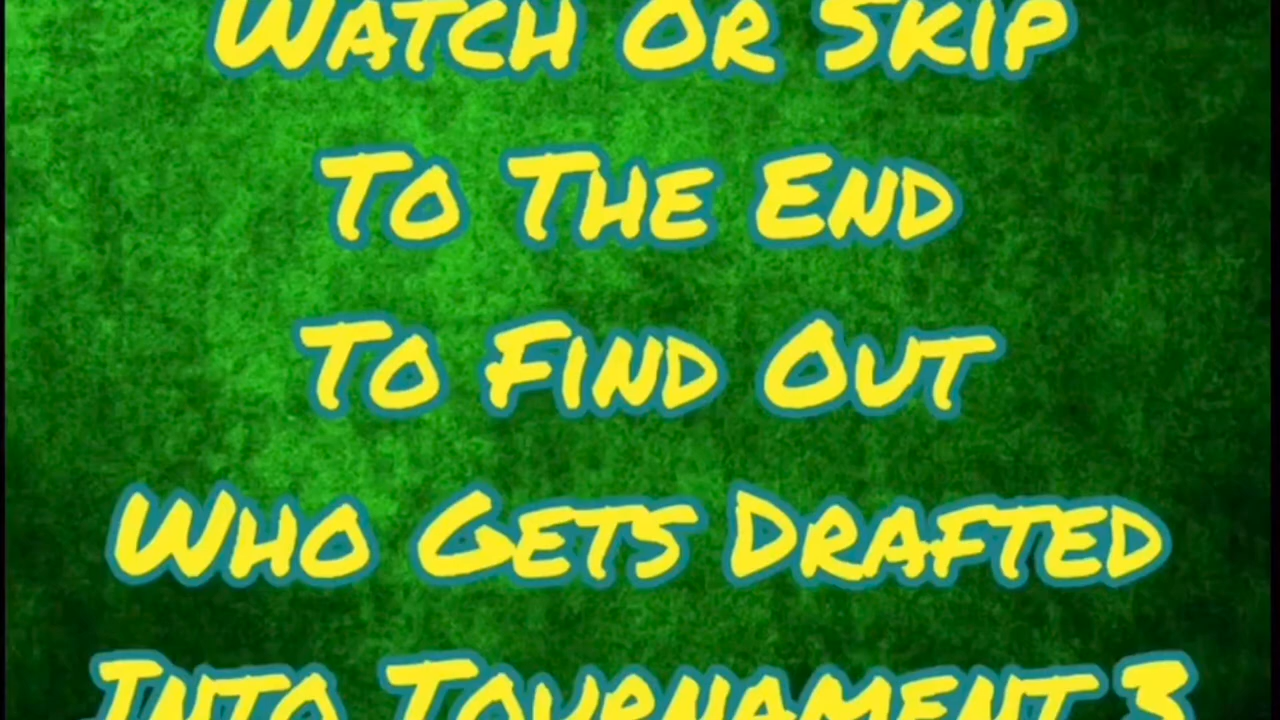 Watch Or Skip
To The End
To Find Out
Who Gets Drafted
Into Tournament 3